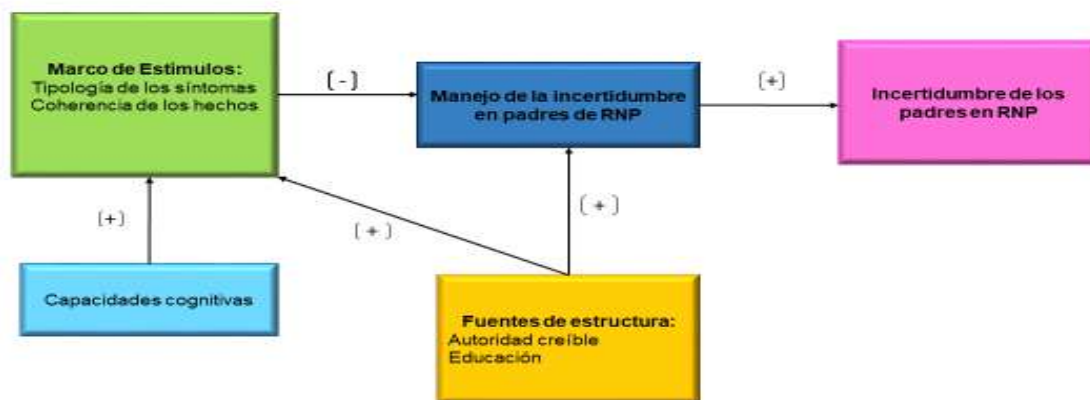 Marco de Estimulos:
Tipología de los síntomas
Coherencia de los hechos
(-)
Manejo de la incertidumbre
en padres de RNP
(+)
Incertidumbre de los
padres en RNP
(+)
(+)
(+)
Capacidades cognitivas
Fuentes de estructura:
Autoridad creíble
Educación